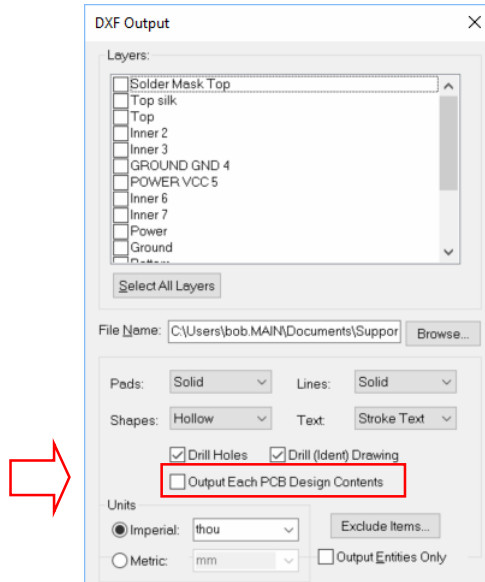 DXF Output
Layers:
Solder Mask Top
Top silk
Top
Inner 2
Inner 3
GROUND GND 4
POWER VCC 5
Inner 6
Inner 7
Power
Ground
Select All Layers
File Name: C:\Users\bob.MAIN\Documents\Suppor Browse...
Pads: Solid Lines: Solid
Shapes: Hollow Text: Stroke Text
Drill Holes Drill (Ident) Drawing
Output Each PCB Design Contents
Units
Imperial: thou Exclude Items...
Metric: mm Output Entities Only